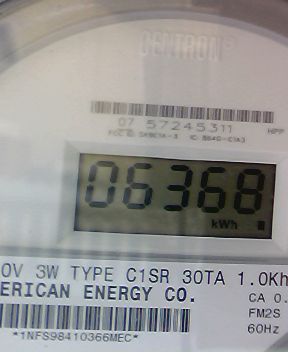 CENTRON®
07 57245311
HPP
06368
kWh
0V 3W TYPE C1SR 30TA 1.0Kh
ERICAN ENERGY CO.
CA 0.
FM2S
60Hz
*1NFS98410366MEC*